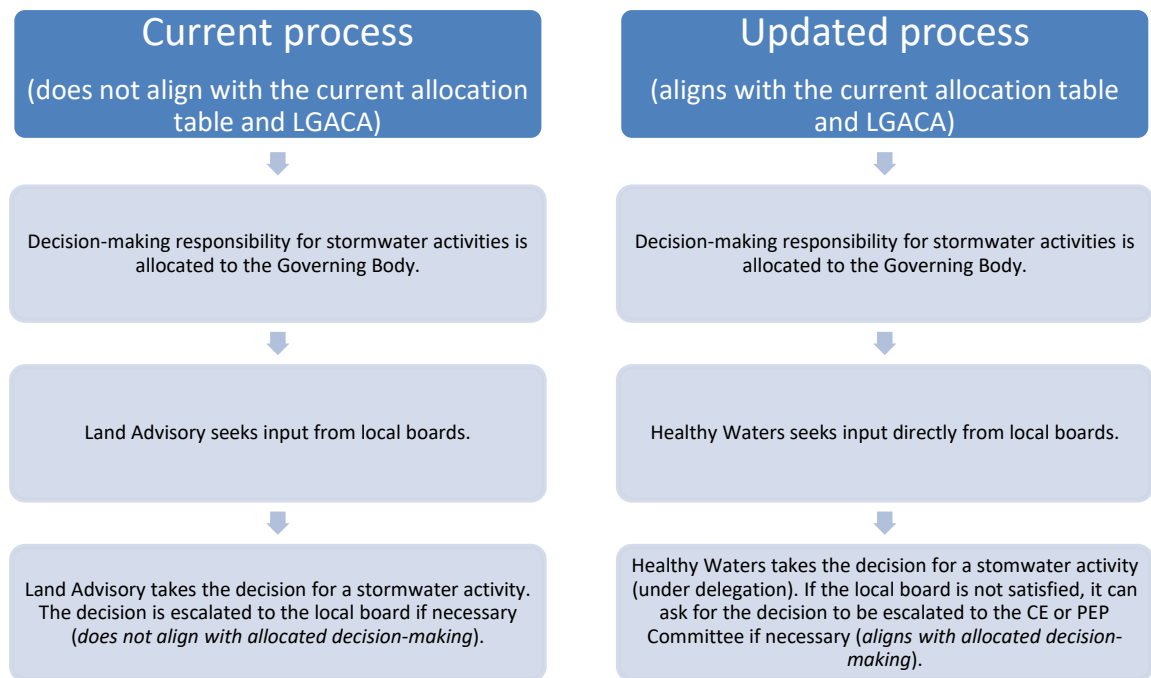 Current process
(does not align with the current allocation
table and LGACA)
Decision-making responsibility for stormwater activities is
allocated to the Governing Body.
Land Advisory seeks input from local boards.
Land Advisory takes the decision for a stormwater activity.
The decision is escalated to the local board if necessary
(does not align with allocated decision-making).
Updated process
(aligns with the current allocation table
and LGACA)
Decision-making responsibility for stormwater activities is
allocated to the Governing Body.
Healthy Waters seeks input directly from local boards.
Healthy Waters takes the decision for a stomwater activity
(under delegation). If the local board is not satisfied, it can
ask for the decision to be escalated to the CE or PEP
Committee if necessary (aligns with allocated decision-
making).